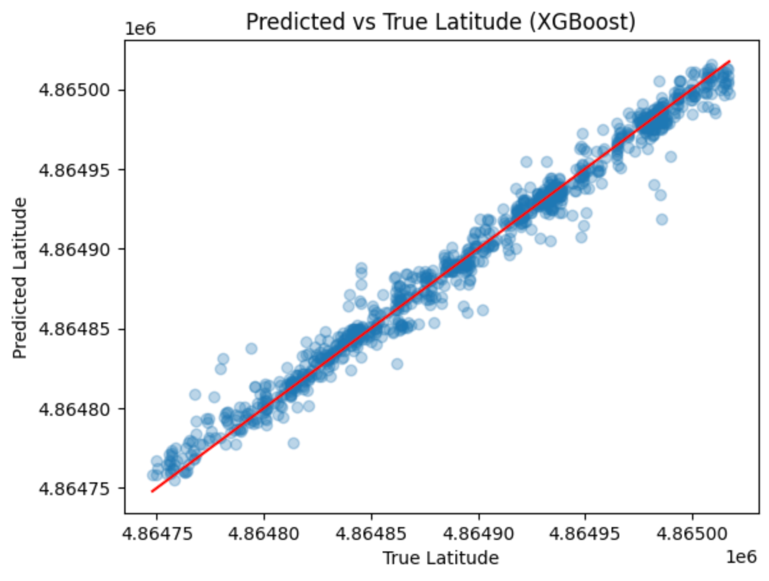 Predicted vs True Latitude (XGBoost)
1e6
4.86500
4.86495
4.86490
4.86485
4.86480
4.86475
Predicted Latitude
4.86475 4.86480 4.86485 4.86490 4.86495 4.86500
True Latitude
1e6